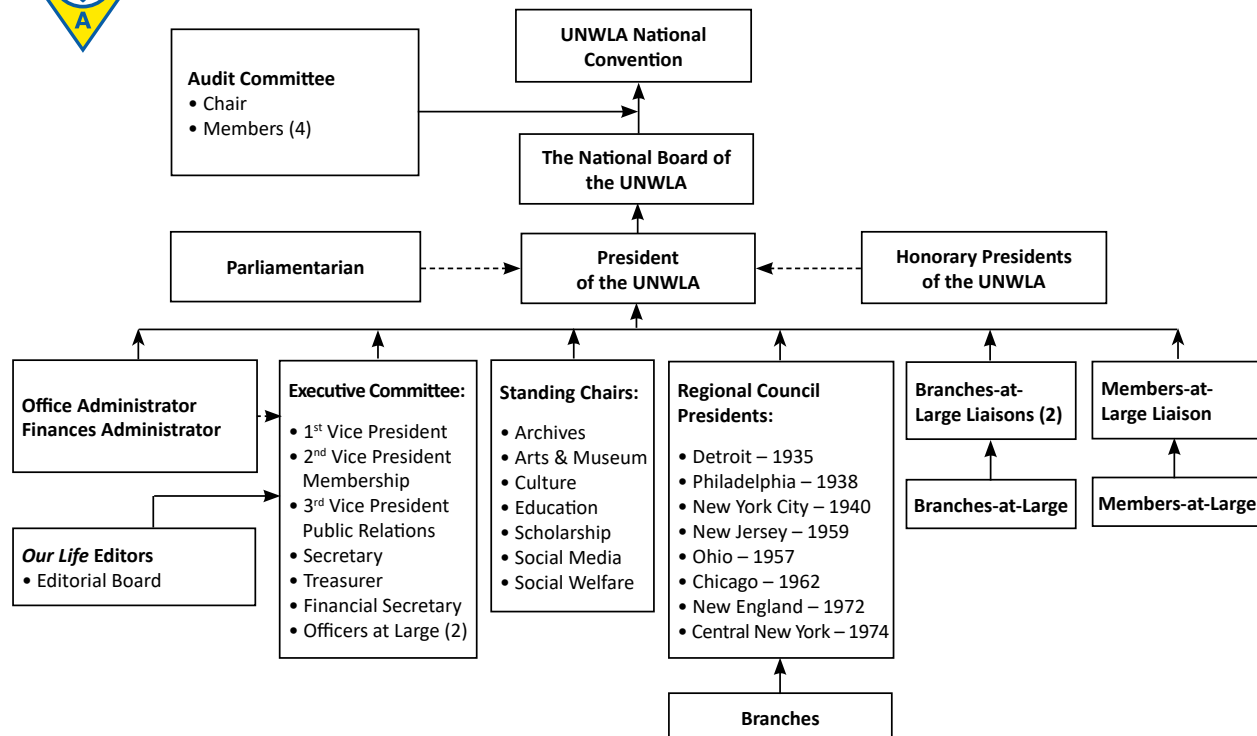 A
UNWLA National
Convention
Audit Committee
• Chair
• Members (4)
The National Board of
the UNWLA
Parliamentarian
President
of the UNWLA
Honorary Presidents
of the UNWLA
Office Administrator
Finances Administrator
Our Life Editors
• Editorial Board
Executive Committee:
• 1st Vice President
• 2nd Vice President
Membership
• 3rd Vice President
Public Relations
• Secretary
• Treasurer
• Financial Secretary
• Officers at Large (2)
Standing Chairs:
• Archives
• Arts & Museum
• Culture
• Education
• Scholarship
• Social Media
• Social Welfare
Regional Council
Presidents:
• Detroit – 1935
• Philadelphia – 1938
• New York City – 1940
• New Jersey – 1959
• Ohio – 1957
• Chicago – 1962
• New England – 1972
• Central New York – 1974
Branches
Branches-at-
Large Liaisons (2)
Branches-at-Large
Members-at-
Large Liaison
Members-at-Large